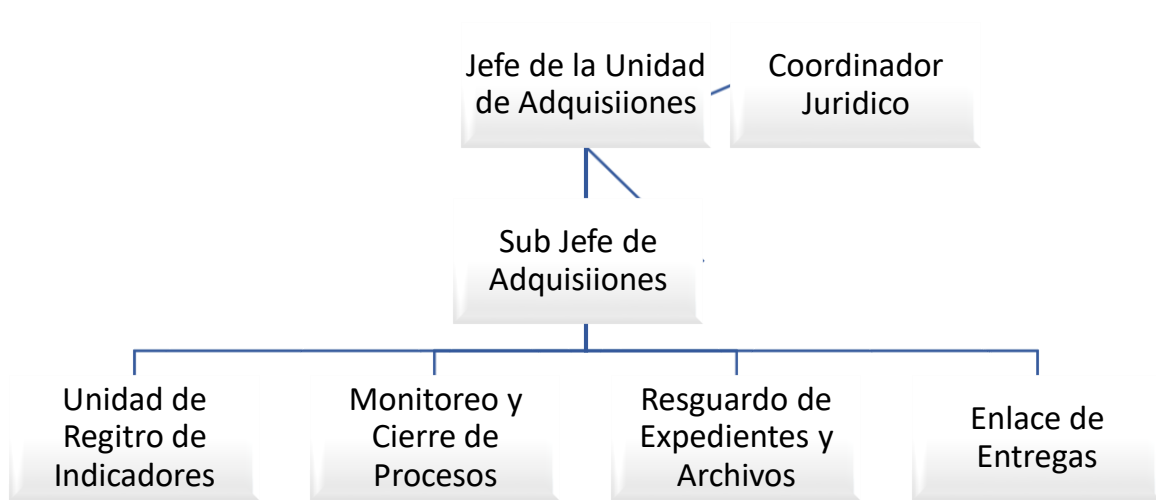 Jefe de la Unidad
de Adquisiiones
Coordinador
Juridico
Sub Jefe de
Adquisiiones
Unidad de
Regitro de
Indicadores
Monitoreo y
Cierre de
Procesos
Resguardo de
Expedientes y
Archivos
Enlace de
Entregas